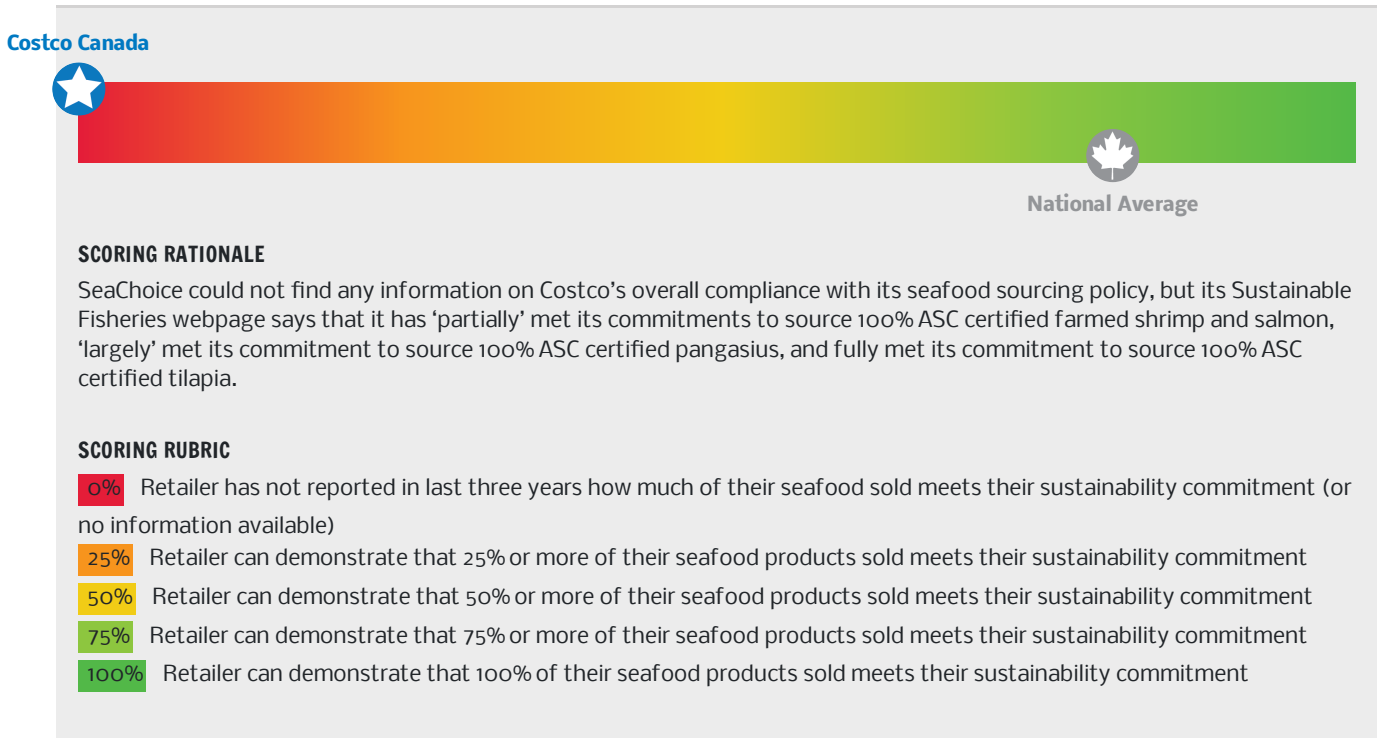 Costco Canada
National Average
SCORING RATIONALE
SeaChoice could not find any information on Costco’s overall compliance with its seafood sourcing policy, but its Sustainable
Fisheries webpage says that it has ‘partially’ met its commitments to source 100% ASC certified farmed shrimp and salmon,
‘largely’ met its commitment to source 100% ASC certified pangasius, and fully met its commitment to source 100% ASC
certified tilapia.
SCORING RUBRIC
0% Retailer has not reported in last three years how much of their seafood sold meets their sustainability commitment (or
no information available)
25% Retailer can demonstrate that 25% or more of their seafood products sold meets their sustainability commitment
50% Retailer can demonstrate that 50% or more of their seafood products sold meets their sustainability commitment
75% Retailer can demonstrate that 75% or more of their seafood products sold meets their sustainability commitment
100% Retailer can demonstrate that 100% of their seafood products sold meets their sustainability commitment